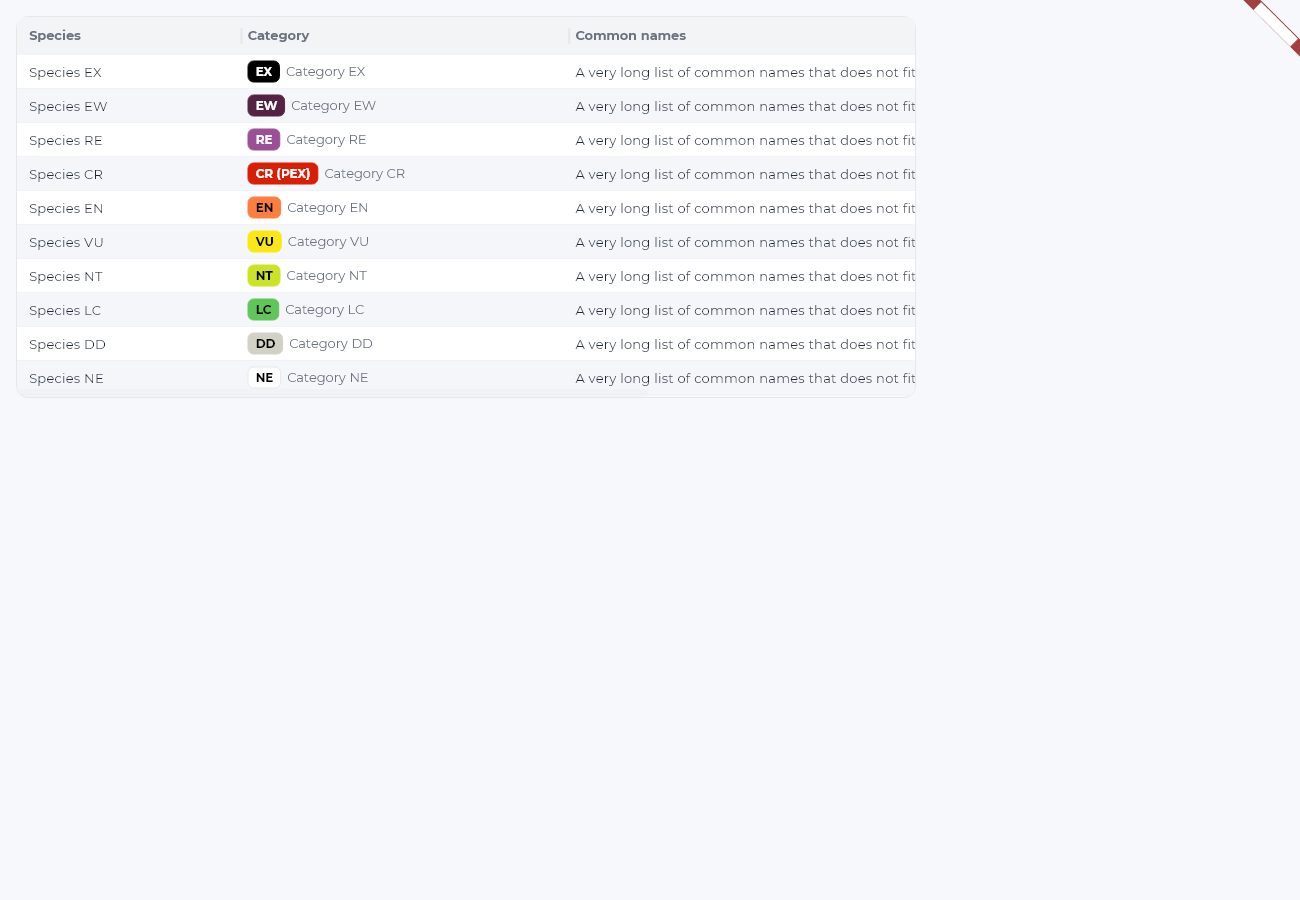 Species Category Common names
Species EX EX Category EX A very long list of common names that does not fit
Species EW EW Category EW A very long list of common names that does not fit
Species RE RE Category RE A very long list of common names that does not fit
Species CR CR (PEX) Category CR A very long list of common names that does not fit
Species EN EN Category EN A very long list of common names that does not fit
Species VU VU Category VU A very long list of common names that does not fit
Species NT NT Category NT A very long list of common names that does not fit
Species LC LC Category LC A very long list of common names that does not fit
Species DD DD Category DD A very long list of common names that does not fit
Species NE NE Category NE A very long list of common names that does not fit